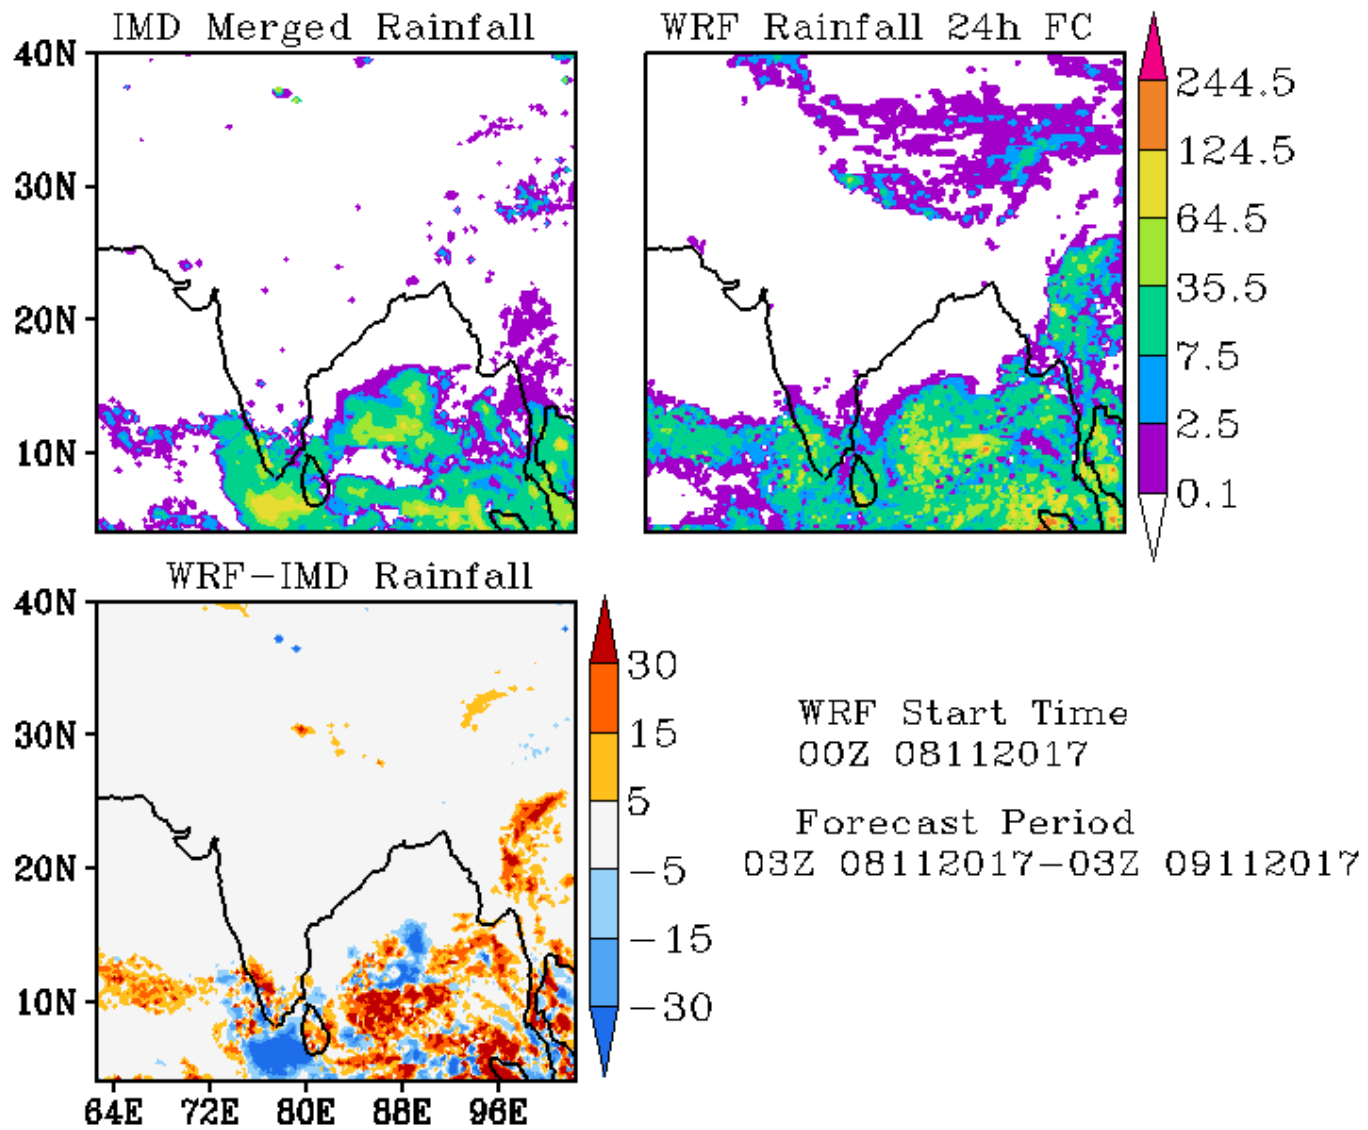 IMD Merged Rainfall
WRF Rainfall 24h FC
40N
30N
20N
10N
244.5
124.5
64.5
35.5
7.5
2.5
0.1
WRF-IMD Rainfall
40N
30N
20N
10N
64E 72E 80E 88E 96E
30
15
5
-5
-15
-30
WRF Start Time
00Z 08112017
Forecast Period
03Z 08112017-03Z 09112017